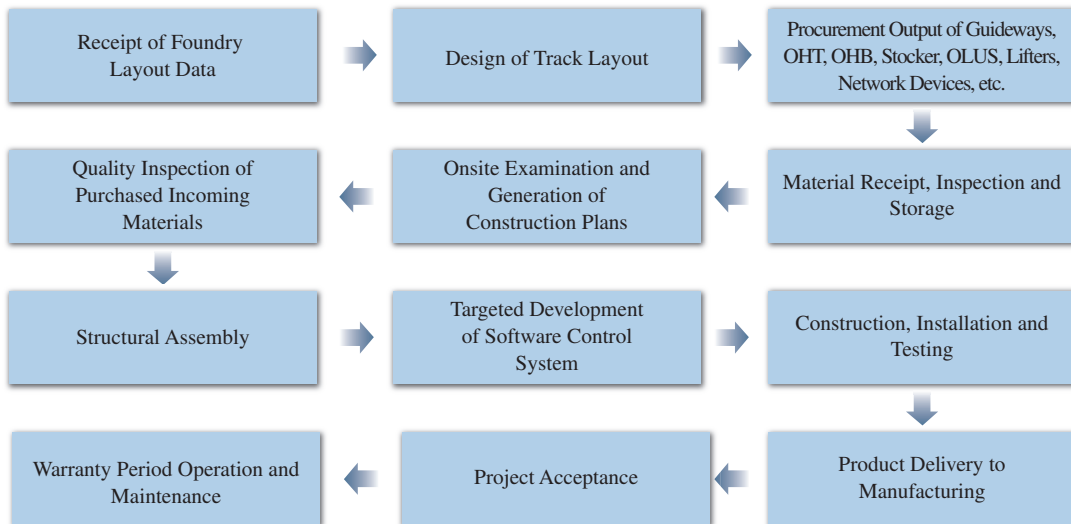 Receipt of Foundry
Layout Data
Design of Track Layout
Procurement Output of Guideways,
OHT, OHB, Stocker, OLUS, Lifters,
Network Devices, etc.
Material Receipt, Inspection and
Storage
Onsite Examination and
Generation of
Construction Plans
Quality Inspection of
Purchased Incoming
Materials
Structural Assembly
Targeted Development
of Software Control
System
Construction, Installation and
Testing
Product Delivery to
Manufacturing
Project Acceptance
Warranty Period Operation and
Maintenance